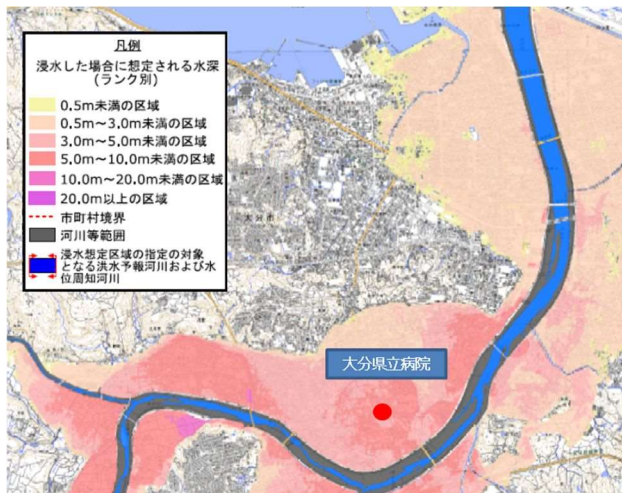 凡例
浸水した場合に想定される水深
(ランク別)
0.5m未満の区域
0.5m～3.0m未満の区域
3.0m～5.0m未満の区域
5.0m～10.0m未満の区域
10.0m～20.0m未満の区域
20.0m以上の区域
市町村境界
河川等範囲
浸水想定区域の指定の対象
となる洪水予報河川および水
位周知河川
大分市
大分県立病院